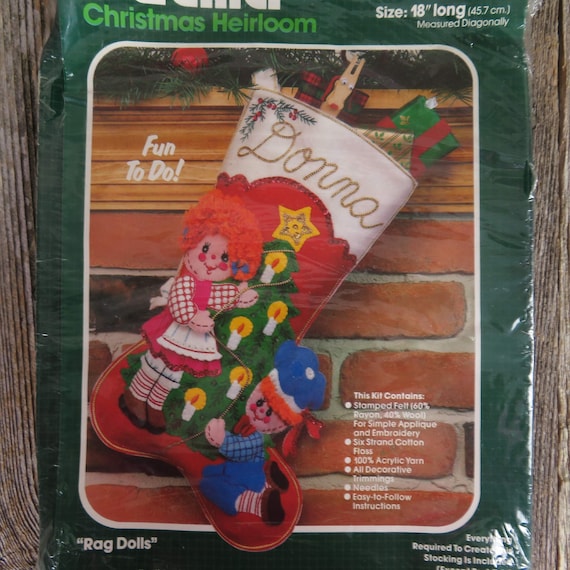 Christmas Heirloom
Size: 18" long (45.7 cm.)
Measured Diagonally
Fun
To Do!
Donna
This Kit Contains:
● Stamped Felt (60%
Rayon, 40% Wool)
For Simple Applique
and Embroidery
● Six Strand Cotton
Floss
● 100% Acrylic Yarn
● All Decorative
Trimmings
● Needles
● Easy-to-Follow
Instructions
"Rag Dolls"
Everything
Required To Create
Stocking Is